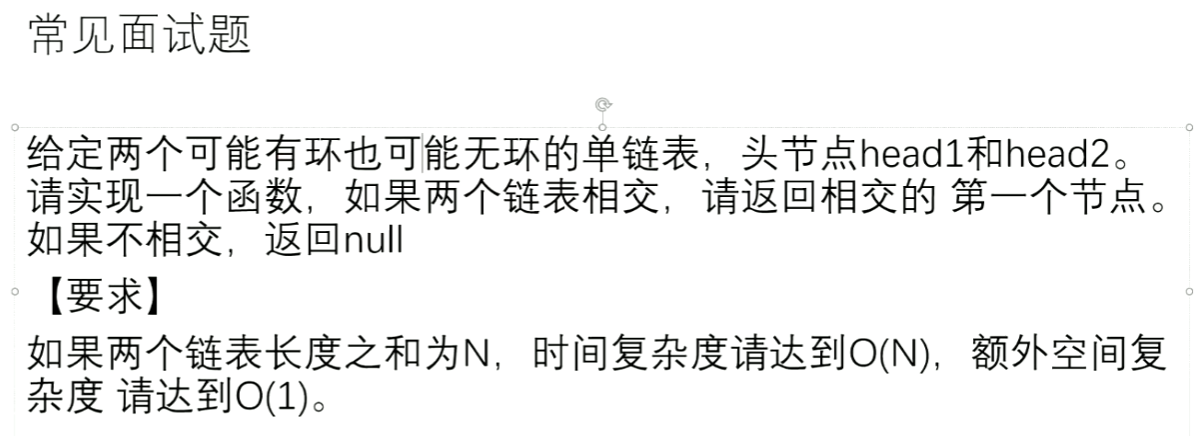 常见面试题
给定两个可能有环也可能无环的单链表，头节点head1和head2。
请实现一个函数，如果两个链表相交，请返回相交的 第一个节点。
如果不相交，返回null
【要求】
如果两个链表长度之和为N，时间复杂度请达到O(N)，额外空间复
杂度 请达到O(1)。